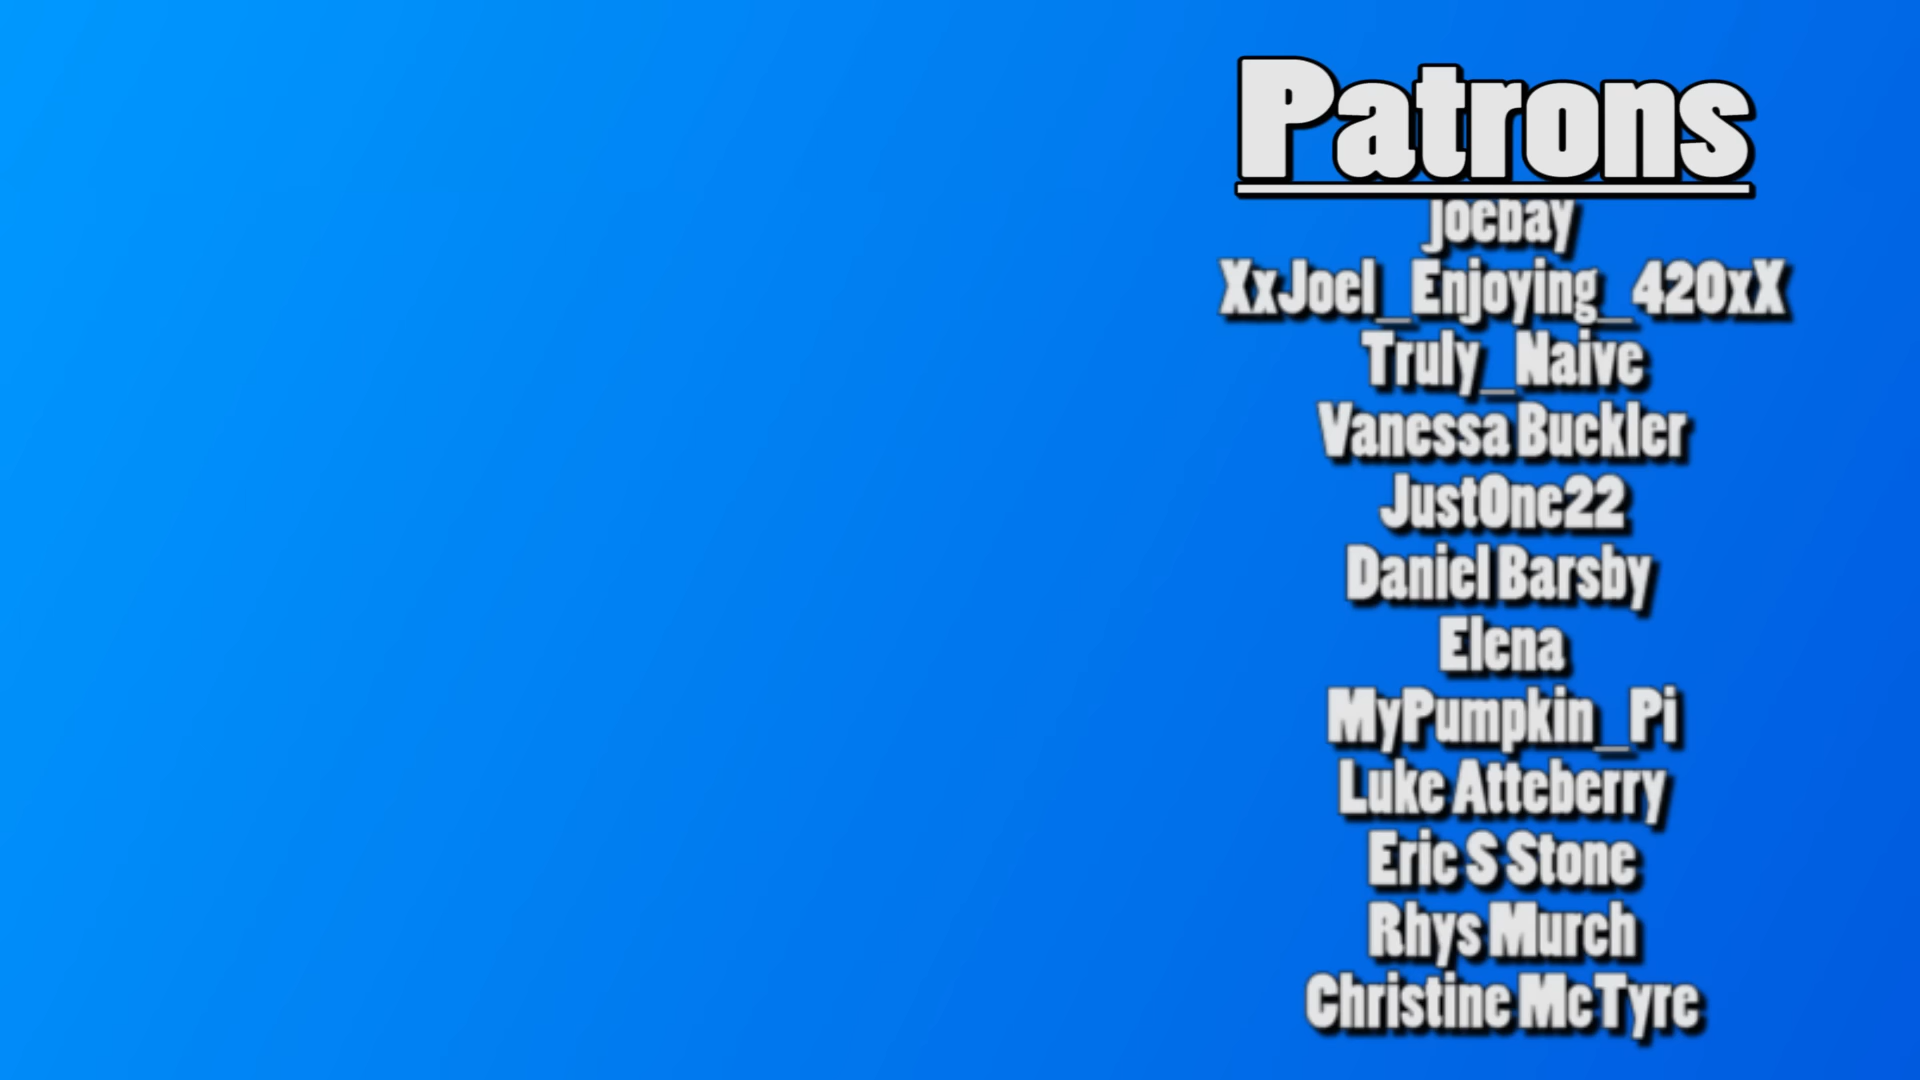 Patrons
joebay
XxJoel_Enjoying_420xX
Truly_Naive
Vanessa Buckler
JustOne22
Daniel Barsby
Elena
MyPumpkin_Pi
Luke Atteberry
Eric S Stone
Rhys Murch
Christine McTyre